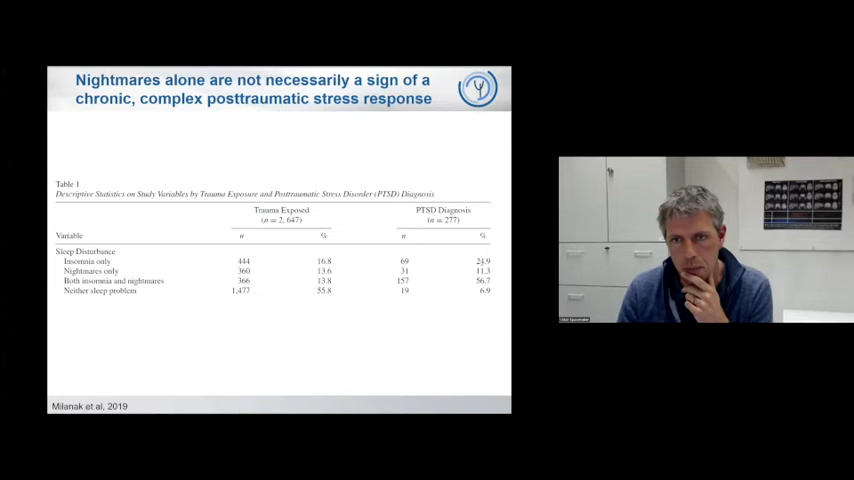 Nightmares alone are not necessarily a sign of a
chronic, complex posttraumatic stress response
Table 1
Descriptive Statistics on Study Variables by Trauma Exposure and Posttraumatic Stress Disorder (PTSD) Diagnosis
Trauma Exposed PTSD Diagnosis
(n = 2, 647) (n = 277)
Variable n % n %
Sleep Disturbance
Insomnia only 444 16.8 69 24.9
Nightmares only 360 13.6 31 11.3
Both insomnia and nightmares 366 13.8 157 56.7
Neither sleep problem 1,477 55.8 19 6.9
Milanak et al, 2019